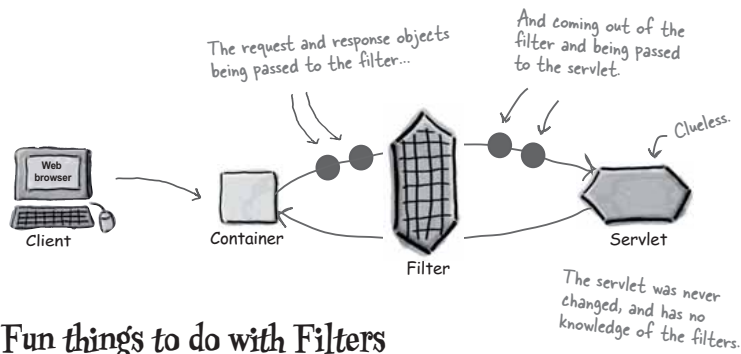 The request and response objects
being passed to the filter...
And coming out of the
filter and being passed
to the servlet.
Clueless.
Web
browser
Client
Container
Filter
Servlet
The servlet was never
changed, and has no
knowledge of the filters.
Fun things to do with Filters